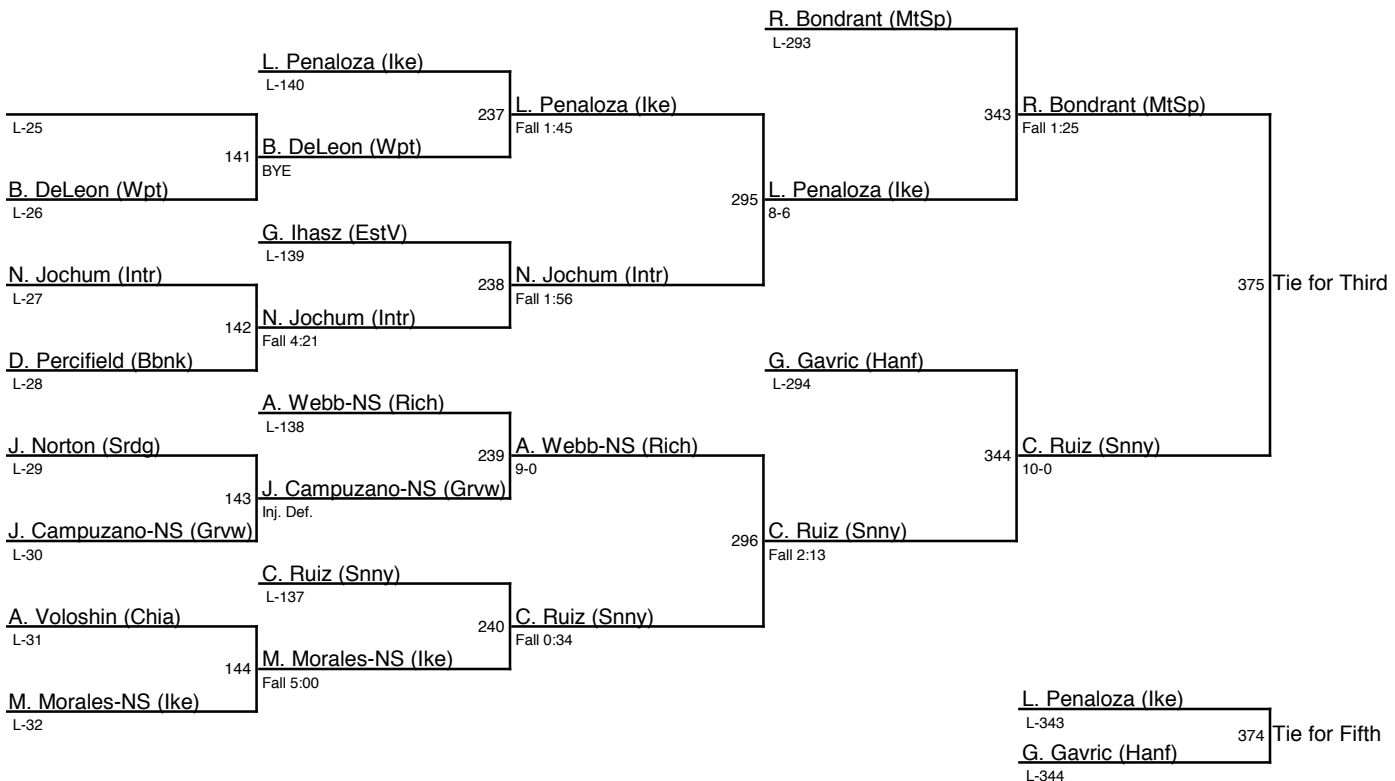 R. Bondrant (MtSp)
L-293
L. Penaloza (Ike)
L-140
L-25
237
L. Penaloza (Ike)
Fall 1:45
343
R. Bondrant (MtSp)
Fall 1:25
141
B. DeLeon (Wpt)
BYE
B. DeLeon (Wpt)
L-26
295
L. Penaloza (Ike)
8-6
G. Ihasz (EstV)
L-139
N. Jochum (Intr)
L-27
238
N. Jochum (Intr)
Fall 1:56
375
Tie for Third
142
N. Jochum (Intr)
Fall 4:21
D. Percifield (Bbnk)
L-28
G. Gavric (Hanf)
L-294
A. Webb-NS (Rich)
L-138
J. Norton (Srdg)
L-29
239
A. Webb-NS (Rich)
9-0
344
C. Ruiz (Snny)
10-0
143
J. Campuzano-NS (Grvw)
Inj. Def.
J. Campuzano-NS (Grvw)
L-30
296
C. Ruiz (Snny)
Fall 2:13
C. Ruiz (Snny)
L-137
A. Voloshin (Chia)
L-31
240
C. Ruiz (Snny)
Fall 0:34
144
M. Morales-NS (Ike)
Fall 5:00
M. Morales-NS (Ike)
L-32
L. Penaloza (Ike)
L-343
374
Tie for Fifth
G. Gavric (Hanf)
L-344